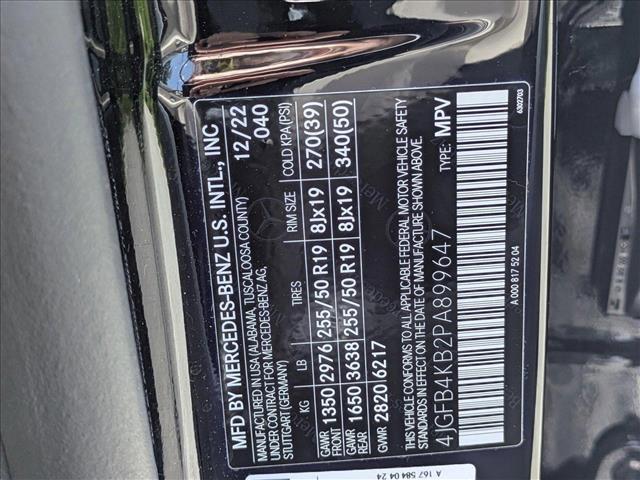 MFD BY MERCEDES-BENZ U.S. INTL., INC 12/22
MANUFACTURED IN USA (ALABAMA, TUSCALOOSA COUNTY) 040
UNDER CONTRACT FOR MERCEDES-BENZ AG,
STUTTGART (GERMANY)
KG LB TIRES RIM SIZE COLD KPA (PSI)
GAWR FRONT 1350 2976 255/50 R19 8Jx19 270(39)
GAWR REAR 1650 3638 255/50 R19 8Jx19 340(50)
GVWR 2820 6217
THIS VEHICLE CONFORMS TO ALL APPLICABLE FEDERAL MOTOR VEHICLE SAFETY
STANDARDS IN EFFECT ON THE DATE OF MANUFACTURE SHOWN ABOVE.
4JGFB4KB2PA899647 TYPE: MPV
A 000 817 52 04 6302703
A 167 584 04 24